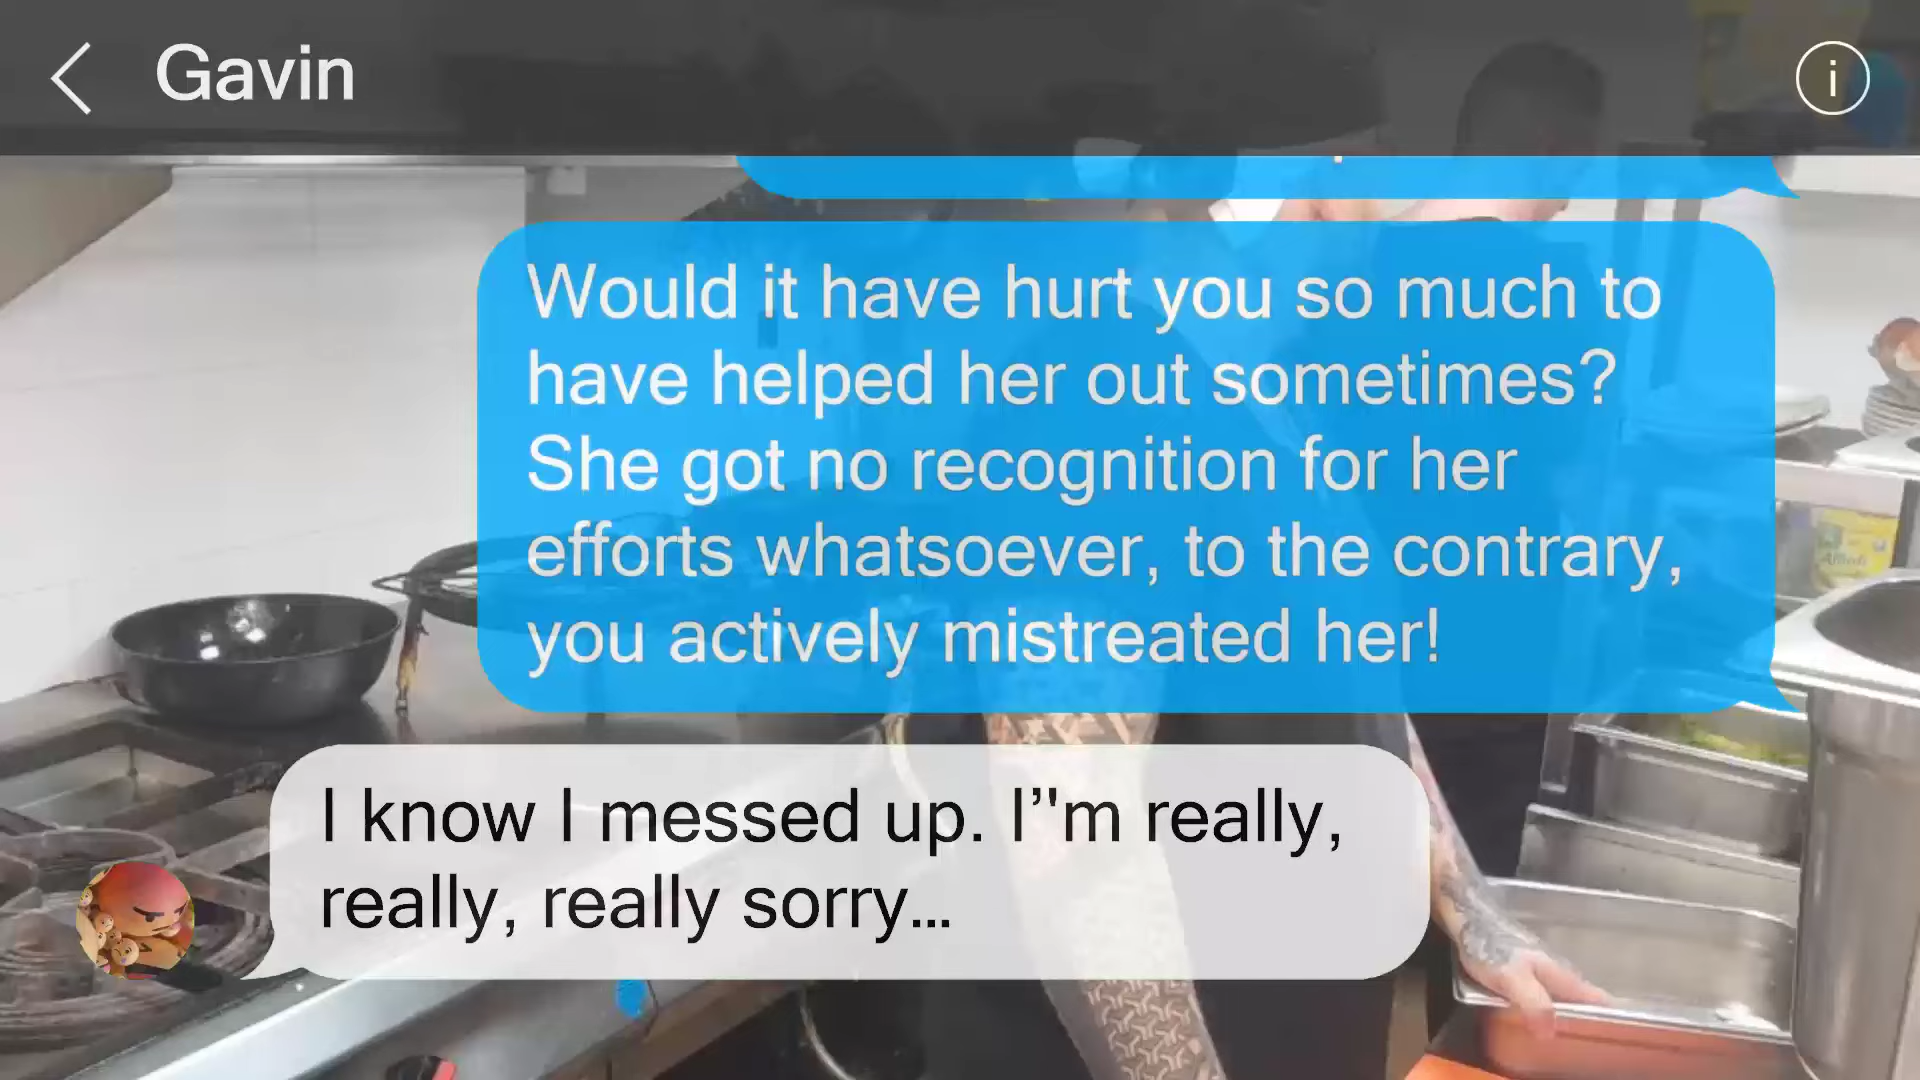 Gavin
i
Would it have hurt you so much to
have helped her out sometimes?
She got no recognition for her
efforts whatsoever, to the contrary,
you actively mistreated her!
I know I messed up. I’"m really,
really, really sorry...